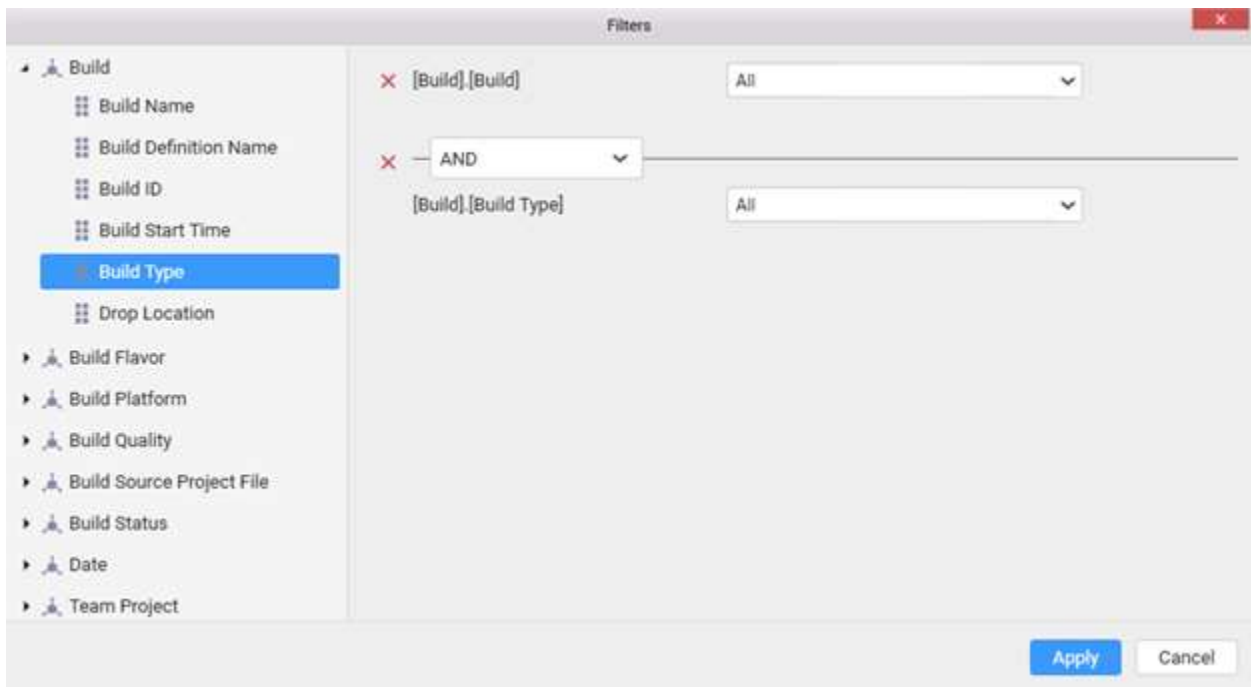 Filters
Build
Build Name
Build Definition Name
Build ID
Build Start Time
Build Type
Drop Location
Build Flavor
Build Platform
Build Quality
Build Source Project File
Build Status
Date
Team Project
[Build].[Build] All
AND
[Build].[Build Type] All
Apply Cancel